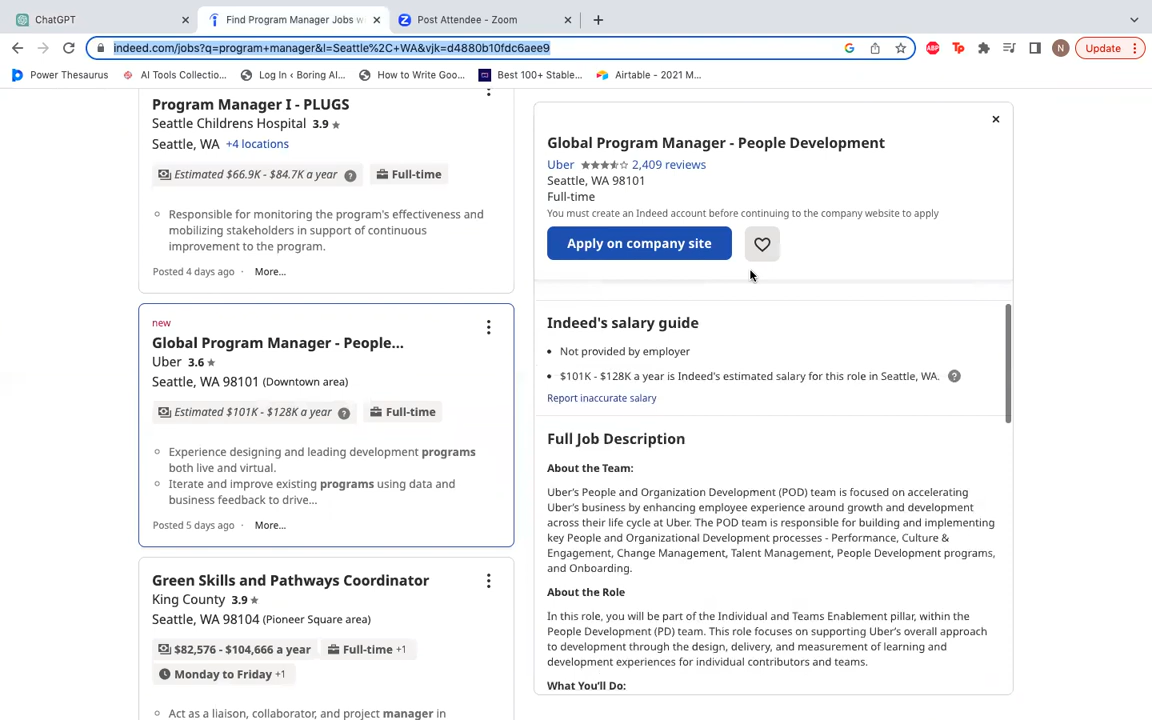 ChatGPT
Find Program Manager Jobs w
Post Attendee - Zoom
indeed.com/jobs?q=program+manager&l=Seattle%2C+WA&vjk=d4880b10fdc6aee9
Update
Power Thesaurus
AI Tools Collectio...
Log In ‹ Boring AI...
How to Write Goo...
Best 100+ Stable...
Airtable - 2021 M...
Program Manager I - PLUGS
Seattle Childrens Hospital 3.9
Seattle, WA +4 locations
Estimated $66.9K - $84.7K a year
Full-time
Responsible for monitoring the program's effectiveness and
mobilizing stakeholders in support of continuous
improvement to the program.
Posted 4 days ago · More...
new
Global Program Manager - People...
Uber 3.6
Seattle, WA 98101 (Downtown area)
Estimated $101K - $128K a year
Full-time
Experience designing and leading development programs
both live and virtual.
Iterate and improve existing programs using data and
business feedback to drive...
Posted 5 days ago · More...
Green Skills and Pathways Coordinator
King County 3.9
Seattle, WA 98104 (Pioneer Square area)
$82,576 - $104,666 a year
Full-time +1
Monday to Friday +1
Act as a liaison, collaborator, and project manager in
Global Program Manager - People Development
Uber 2,409 reviews
Seattle, WA 98101
Full-time
You must create an Indeed account before continuing to the company website to apply
Apply on company site
Indeed's salary guide
Not provided by employer
$101K - $128K a year is Indeed's estimated salary for this role in Seattle, WA.
Report inaccurate salary
Full Job Description
About the Team:
Uber's People and Organization Development (POD) team is focused on accelerating
Uber's business by enhancing employee experience around growth and development
across their life cycle at Uber. The POD team is responsible for building and implementing
key People and Organizational Development processes - Performance, Culture &
Engagement, Change Management, Talent Management, People Development programs,
and Onboarding.
About the Role
In this role, you will be part of the Individual and Teams Enablement pillar, within the
People Development (PD) team. This role focuses on supporting Uber's overall approach
to development through the design, delivery, and measurement of learning and
development experiences for individual contributors and teams.
What You'll Do: